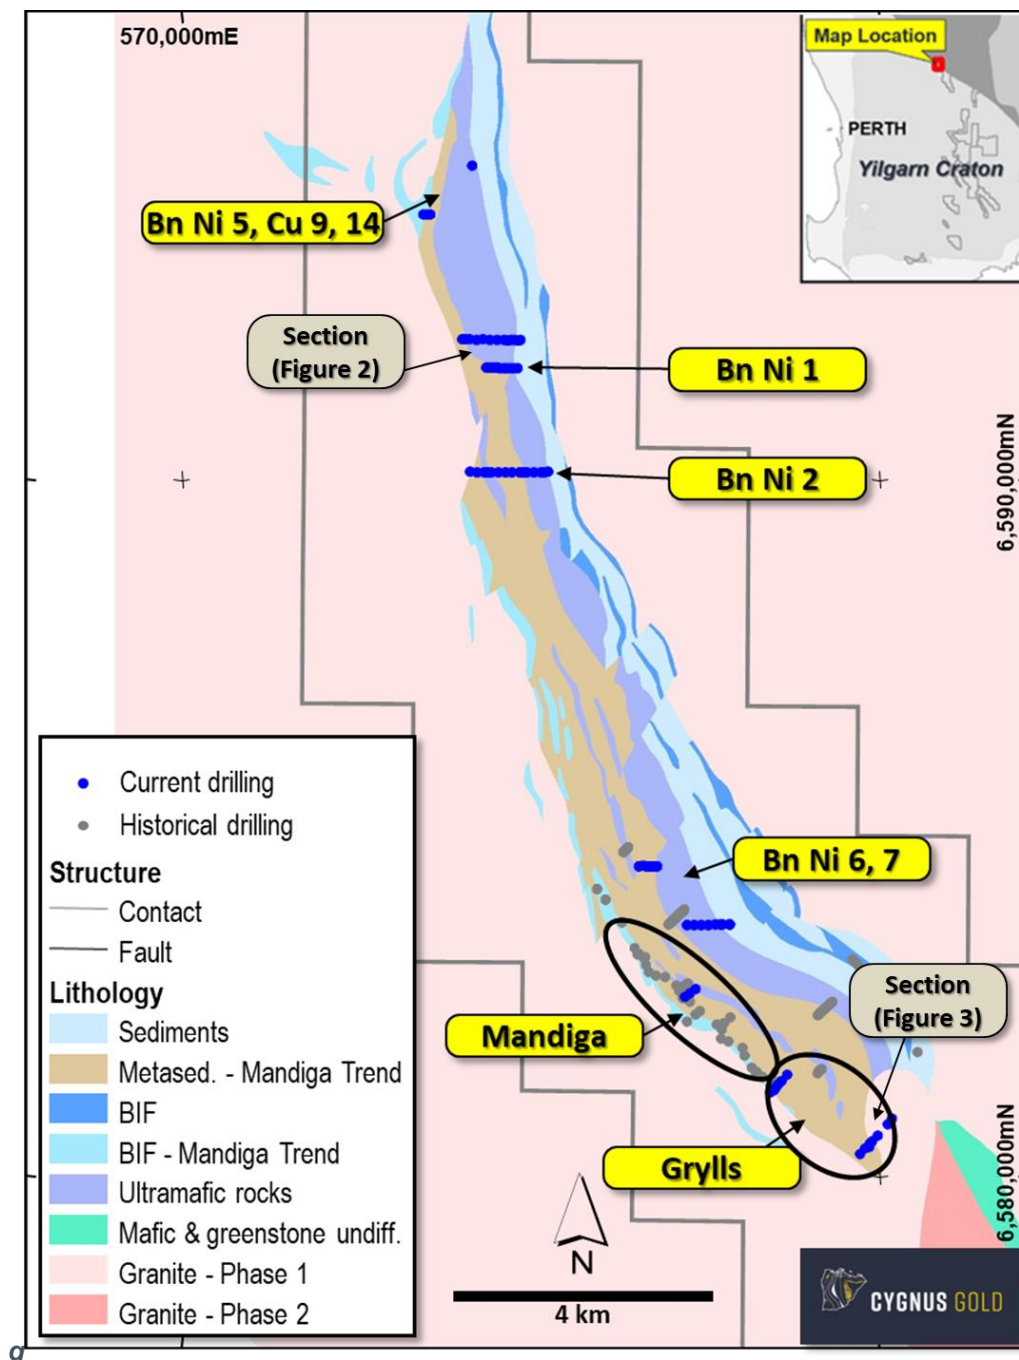 570,000mE
Map Location
PERTH
Yilgarn Craton
Bn Ni 5, Cu 9, 14
Section
(Figure 2)
Bn Ni 1
Bn Ni 2
6,590,000mN
Current drilling
Historical drilling
Structure
Contact
Fault
Lithology
Sediments
Metased. - Mandiga Trend
BIF
BIF - Mandiga Trend
Ultramafic rocks
Mafic & greenstone undiff.
Granite - Phase 1
Granite - Phase 2
Bn Ni 6, 7
Section
(Figure 3)
Mandiga
Grylls
6,580,000mN
N
4 km
CYGNUS GOLD